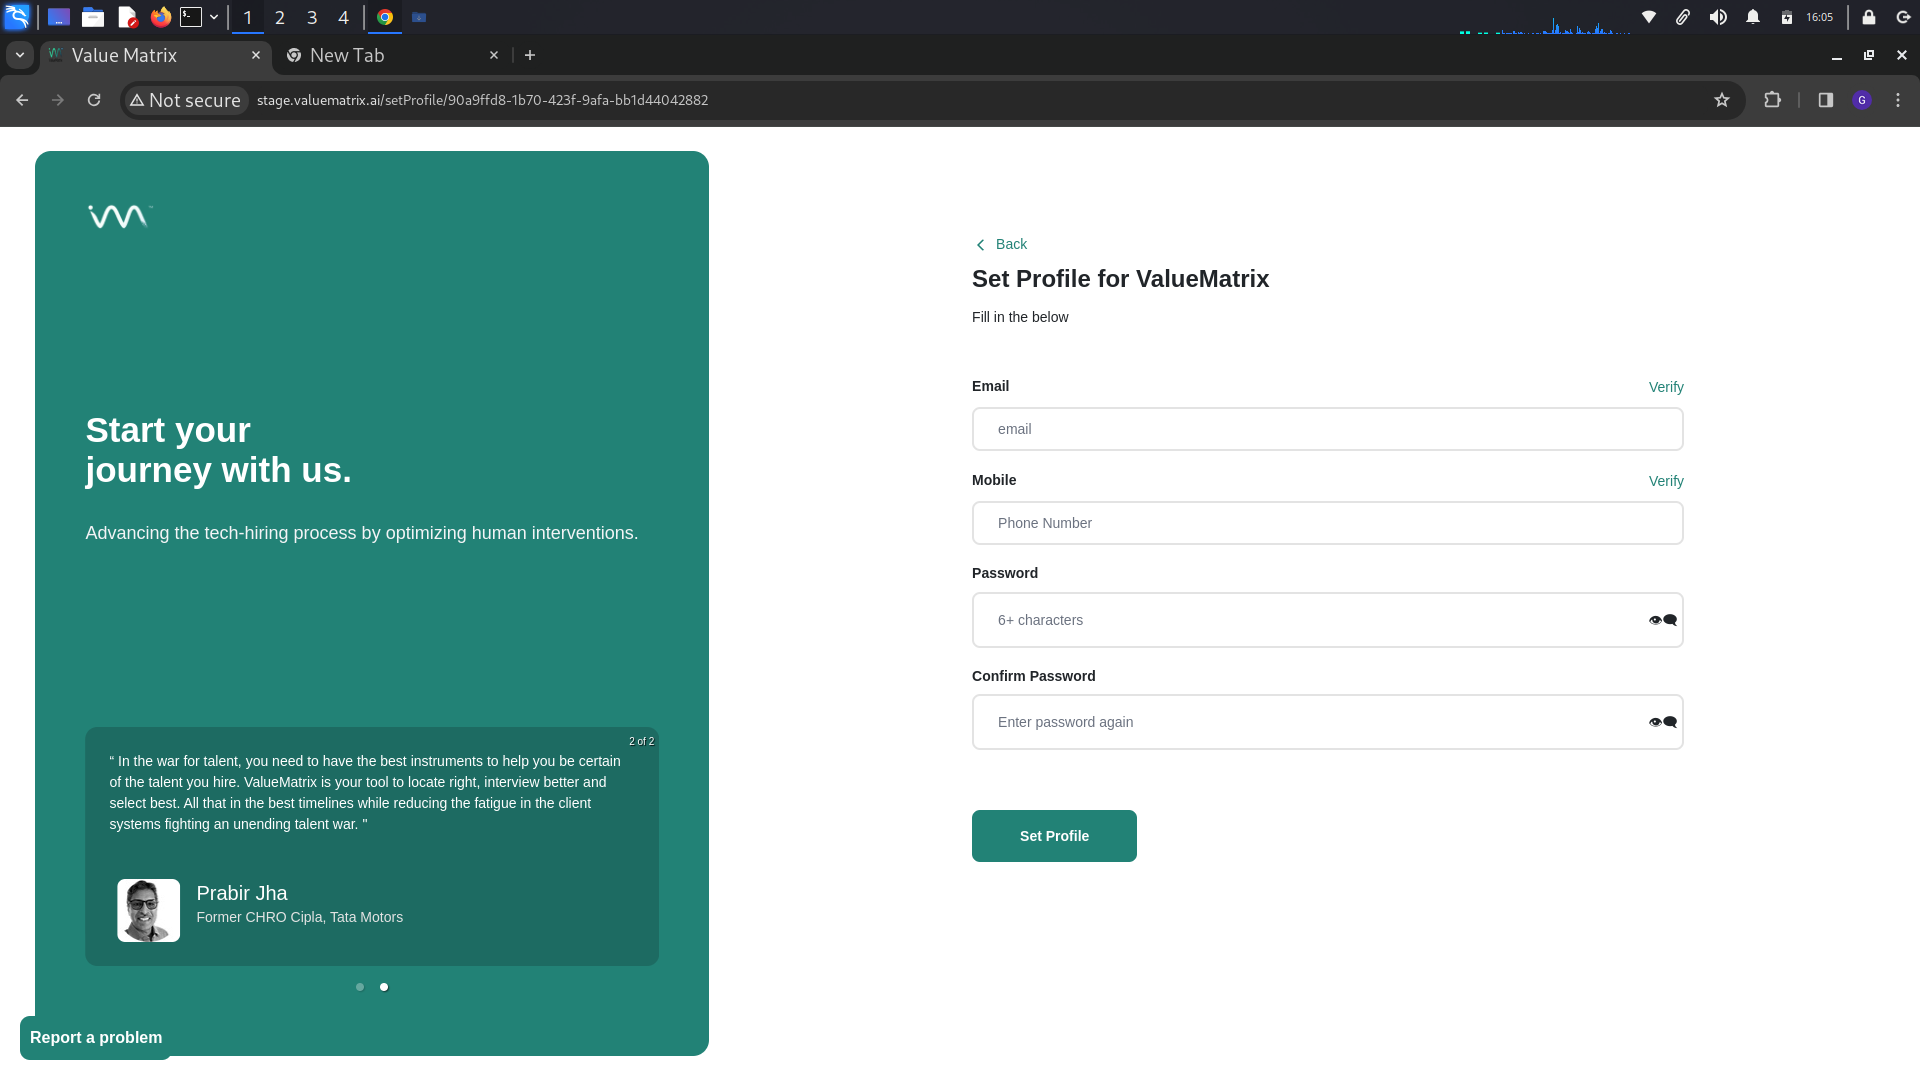 1
2
3
4
16:05
Value Matrix
New Tab
Not secure
stage.valuematrix.ai/setProfile/90a9ffd8-1b70-423f-9afa-bb1d44042882
G
Start your
journey with us.
Advancing the tech-hiring process by optimizing human interventions.
2 of 2
“ In the war for talent, you need to have the best instruments to help you be certain
of the talent you hire. ValueMatrix is your tool to locate right, interview better and
select best. All that in the best timelines while reducing the fatigue in the client
systems fighting an unending talent war. "
Prabir Jha
Former CHRO Cipla, Tata Motors
Report a problem
Back
Set Profile for ValueMatrix
Fill in the below
Email
Verify
email
Mobile
Verify
Phone Number
Password
6+ characters
Confirm Password
Enter password again
Set Profile